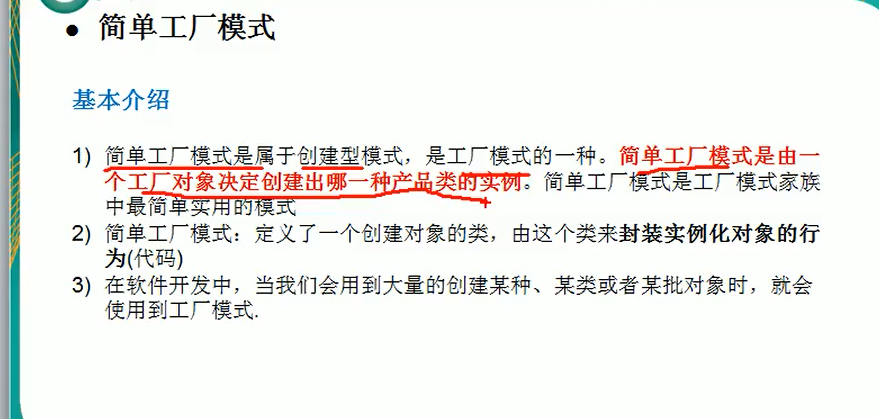 ● 简单工厂模式
基本介绍
1) 简单工厂模式是属于创建型模式，是工厂模式的一种。简单工厂模式是由一
个工厂对象决定创建出哪一种产品类的实例。简单工厂模式是工厂模式家族
中最简单实用的模式
2) 简单工厂模式：定义了一个创建对象的类，由这个类来封装实例化对象的行
为(代码)
3) 在软件开发中，当我们会用到大量的创建某种、某类或者某批对象时，就会
使用到工厂模式.